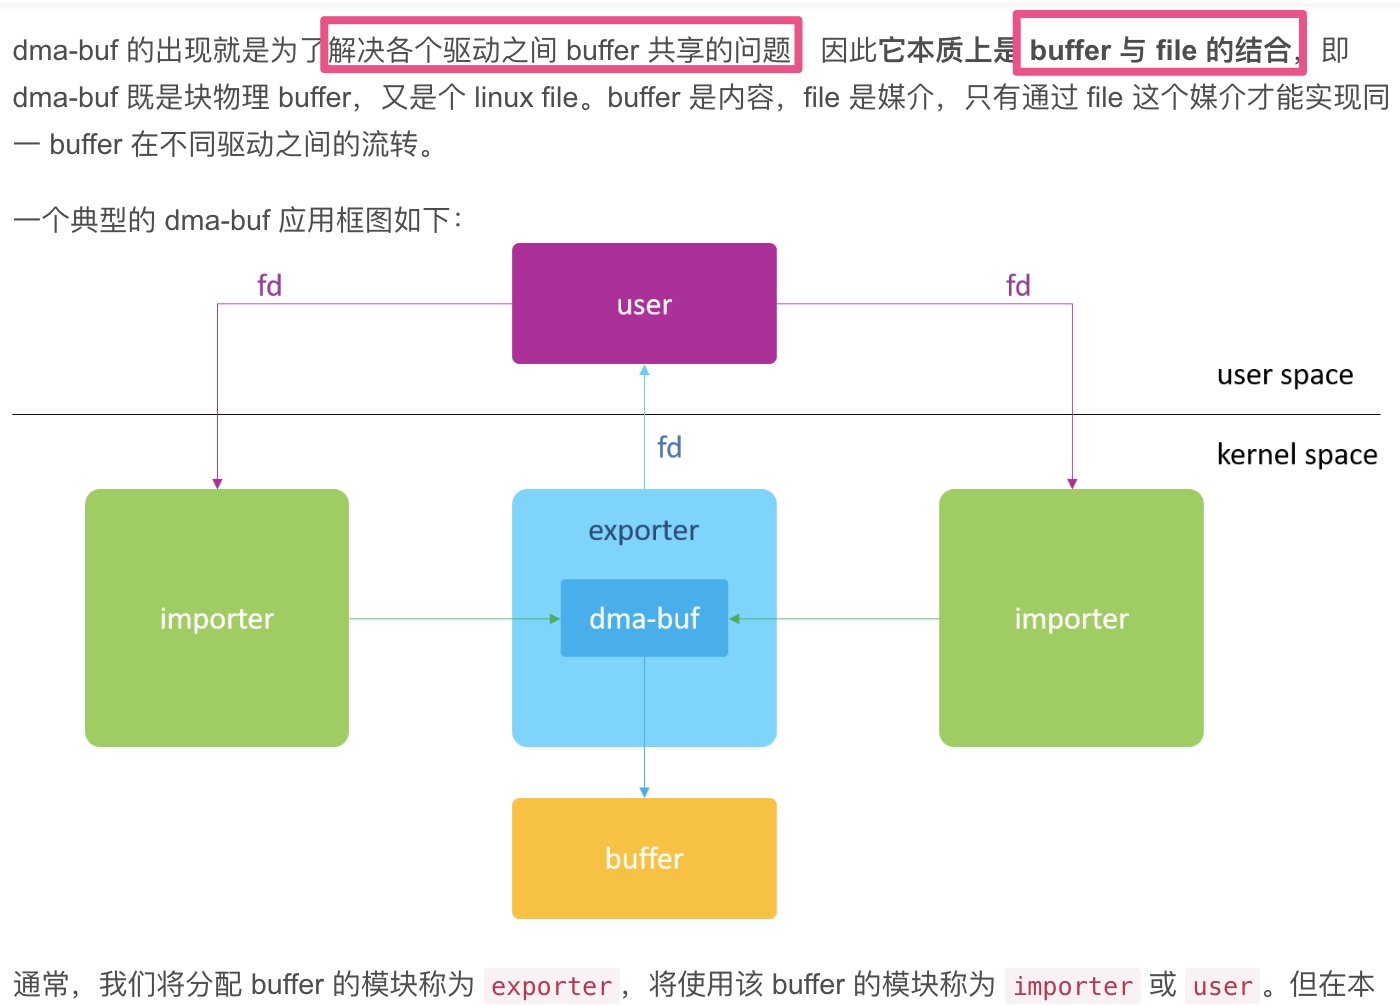 dma-buf 的出现就是为了解决各个驱动之间 buffer 共享的问题 因此它本质上是 buffer 与 file 的结合，即
dma-buf 既是块物理 buffer，又是个 linux file。buffer 是内容，file 是媒介，只有通过 file 这个媒介才能实现同
一 buffer 在不同驱动之间的流转。
一个典型的 dma-buf 应用框图如下：
fd
user
fd
user space
fd
kernel space
exporter
importer
dma-buf
importer
buffer
通常，我们将分配 buffer 的模块称为 exporter，将使用该 buffer 的模块称为 importer 或 user。但在本